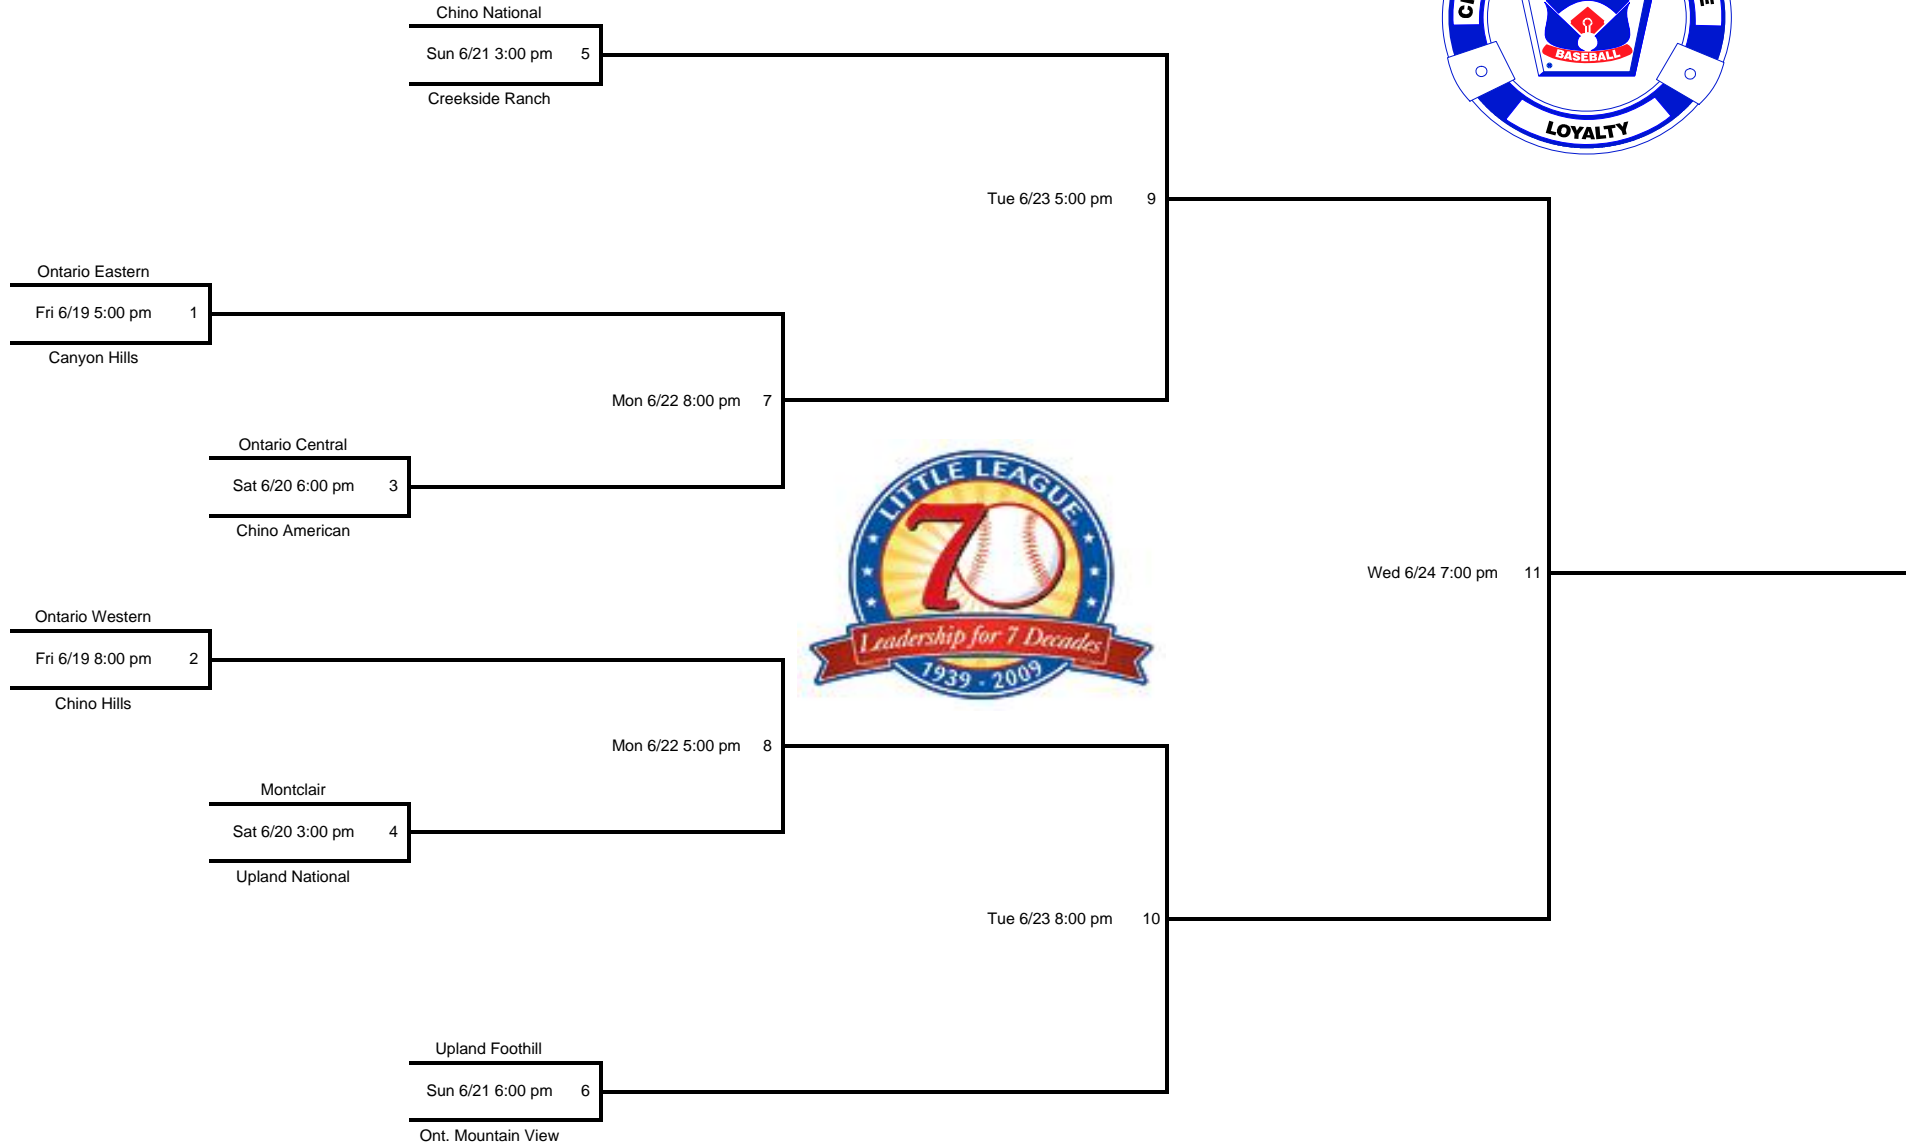 Chino National
Sun 6/21 3:00 pm 5
Creekside Ranch
BASEBALL
LOYALTY
Tue 6/23 5:00 pm 9
Ontario Eastern
Fri 6/19 5:00 pm 1
Canyon Hills
Mon 6/22 8:00 pm 7
Ontario Central
Sat 6/20 6:00 pm 3
Chino American
LITTLE LEAGUE
70
Leadership for 7 Decades
1939 - 2009
Wed 6/24 7:00 pm 11
Ontario Western
Fri 6/19 8:00 pm 2
Chino Hills
Mon 6/22 5:00 pm 8
Montclair
Sat 6/20 3:00 pm 4
Upland National
Tue 6/23 8:00 pm 10
Upland Foothill
Sun 6/21 6:00 pm 6
Ont. Mountain View